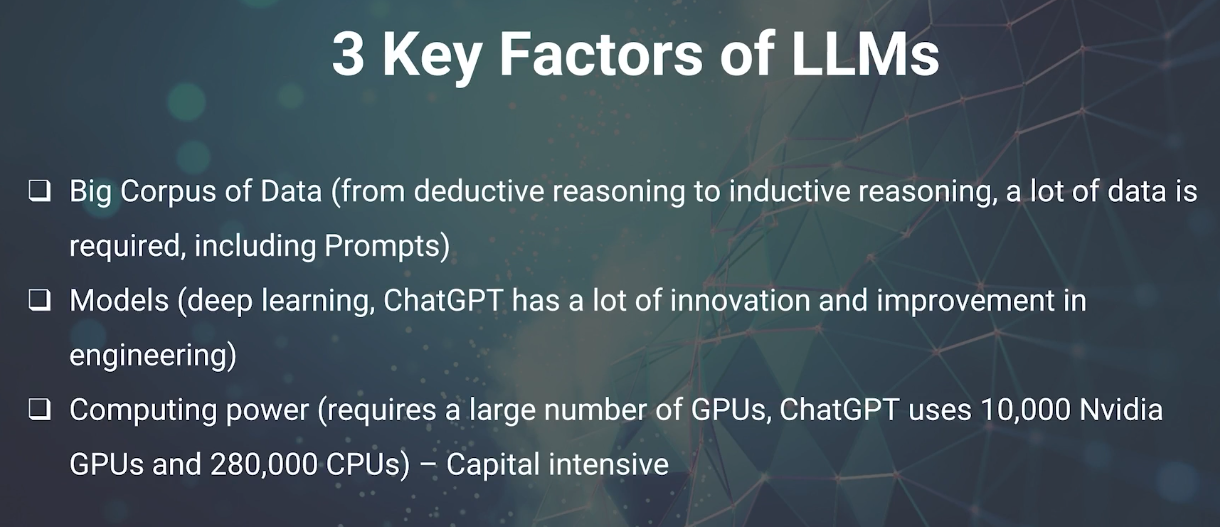 3 Key Factors of LLMs
❑ Big Corpus of Data (from deductive reasoning to inductive reasoning, a lot of data is
required, including Prompts)
❑ Models (deep learning, ChatGPT has a lot of innovation and improvement in
engineering)
❑ Computing power (requires a large number of GPUs, ChatGPT uses 10,000 Nvidia
GPUs and 280,000 CPUs) – Capital intensive